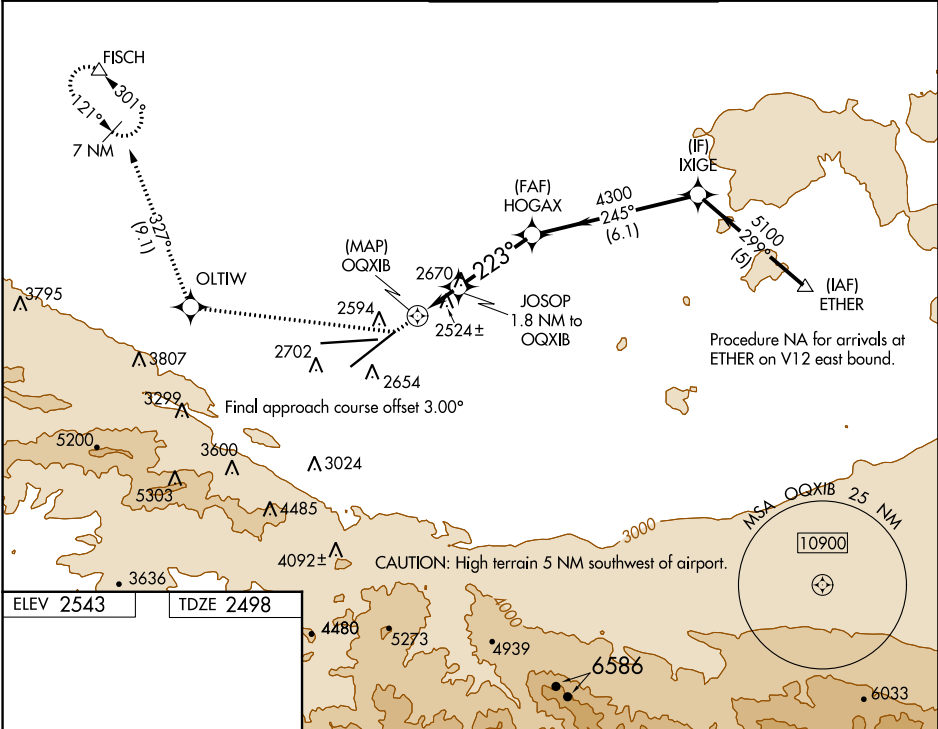 FISCH
301°
121°
7 NM
327°
(9.1)
OLTIW
(MAP)
OQXIB
(FAF)
HOGAX
(IF)
IXIGE
4300
245°
(6.1)
5100
299°
(5)
(IAF)
ETHER
223°
2670
JOSOP
1.8 NM to
OQXIB
2594
2524±
Procedure NA for arrivals at
ETHER on V12 east bound.
3795
3807
2702
2654
3299
Final approach course offset 3.00°
5200
3600
3024
5303
4485
3000
MSA OQXIB 25 NM
10900
4092±
CAUTION: High terrain 5 NM southwest of airport.
3636
4000
ELEV 2543
TDZE 2498
4480
5273
4939
6586
6033